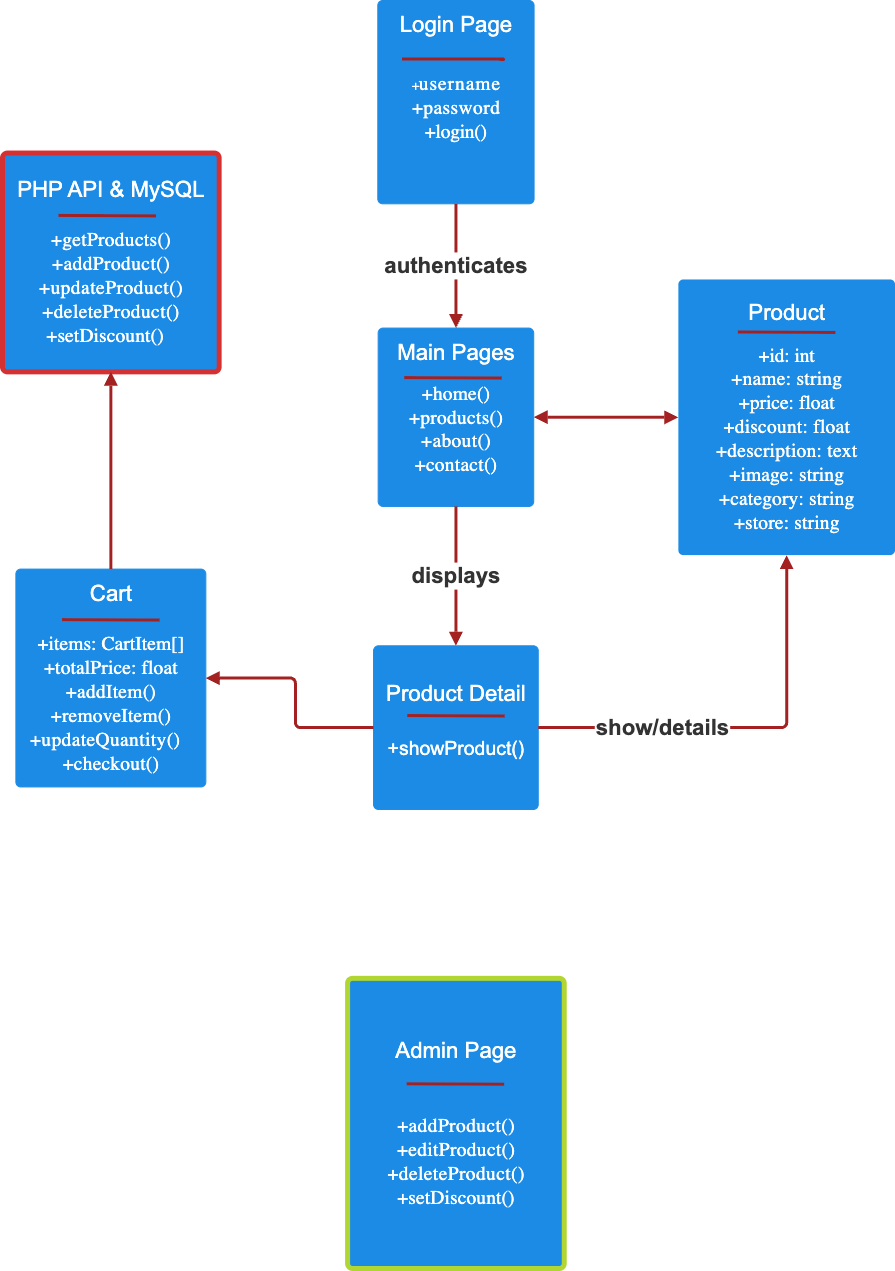 Login Page
+username
+password
+login()
PHP API & MySQL
+getProducts()
+addProduct()
+updateProduct()
+deleteProduct()
+setDiscount()
authenticates
Main Pages
+home()
+products()
+about()
+contact()
Product
+id: int
+name: string
+price: float
+discount: float
+description: text
+image: string
+category: string
+store: string
displays
Cart
+items: CartItem[]
+totalPrice: float
+addItem()
+removeItem()
+updateQuantity()
+checkout()
Product Detail
+showProduct()
show/details
Admin Page
+addProduct()
+editProduct()
+deleteProduct()
+setDiscount()